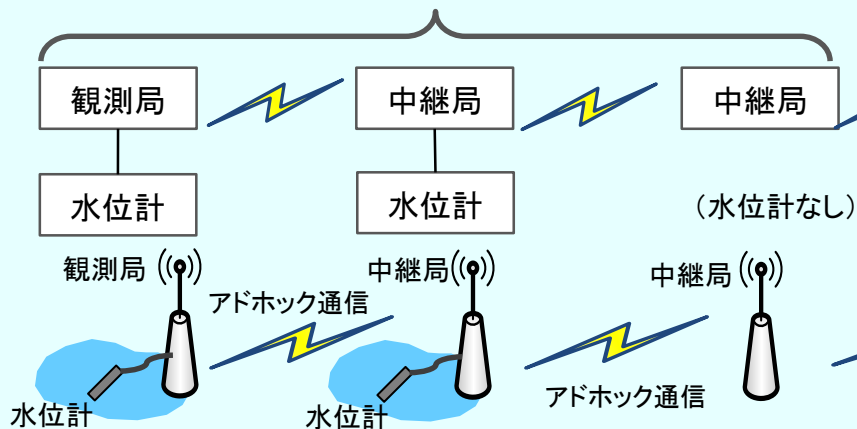 観測局
中継局
中継局
水位計
水位計
(水位計なし)
観測局
中継局
中継局
アドホック通信
アドホック通信
水位計
水位計